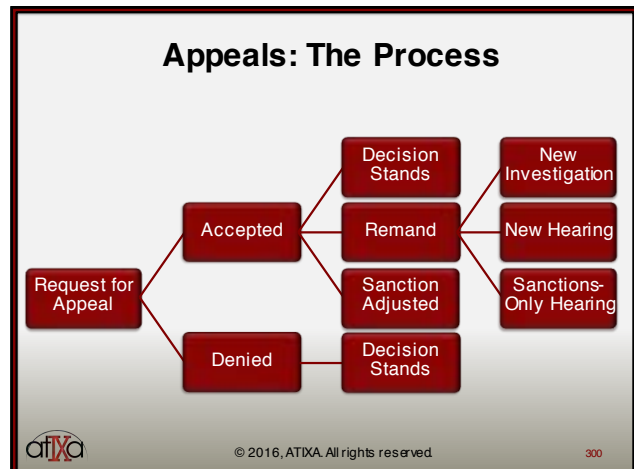 Appeals: The Process
Decision
Stands
New
Investigation
Accepted
Remand
New Hearing
Request for
Appeal
Sanction
Adjusted
Sanctions-
Only Hearing
Denied
Decision
Stands
atIXa
© 2016, ATIXA. All rights reserved.
300